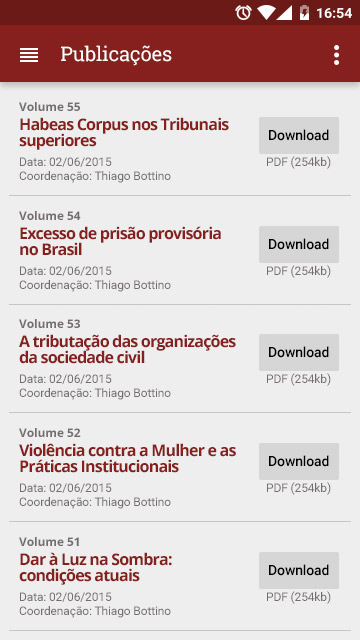 16:54
Publicações
Volume 55
Habeas Corpus nos Tribunais
superiores
Data: 02/06/2015
Coordenação: Thiago Bottino
Download
PDF (254kb)
Volume 54
Excesso de prisão provisória
no Brasil
Data: 02/06/2015
Coordenação: Thiago Bottino
Download
PDF (254kb)
Volume 53
A tributação das organizações
da sociedade civil
Data: 02/06/2015
Coordenação: Thiago Bottino
Download
PDF (254kb)
Volume 52
Violência contra a Mulher e as
Práticas Institucionais
Data: 02/06/2015
Coordenação: Thiago Bottino
Download
PDF (254kb)
Volume 51
Dar à Luz na Sombra:
condições atuais
Data: 02/06/2015
Coordenação: Thiago Bottino
Download
PDF (254kb)